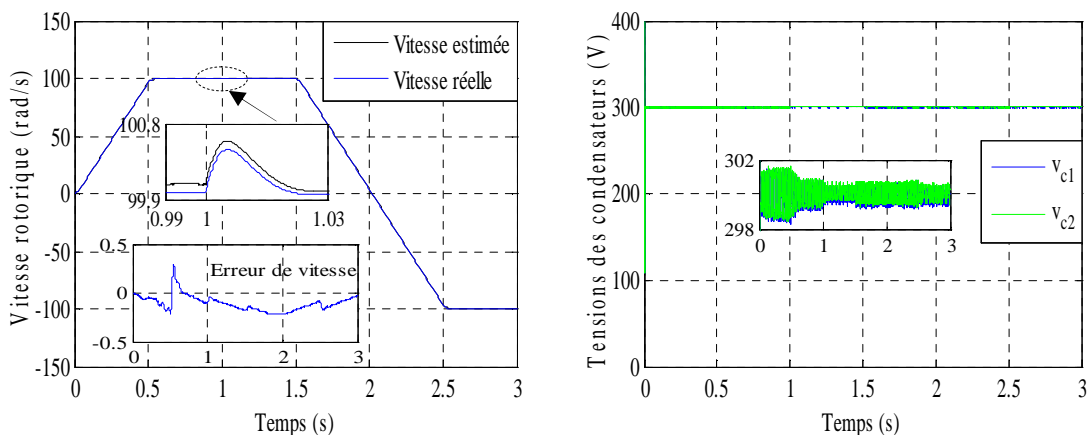 Vitesse rotorique (rad/s)
150
100
50
0
-50
-100
-150
0 0.5 1 1.5 2 2.5 3
Temps (s)
Vitesse estimée
Vitesse réelle
100.8
99.9
0.99 1 1.03
0.5
0
-0.5
Erreur de vitesse
0 1 2 3
Tensions des condensateurs (V)
400
300
200
100
0
0 0.5 1 1.5 2 2.5 3
Temps (s)
302
298
0 1 2 3
vc1
vc2